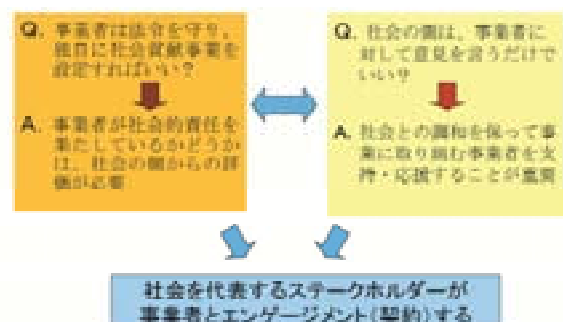 Q. 事業者は法令を守り、
独自に社会貢献事業を
設定すればいい？
A. 事業者が社会的責任を
果たしているかどうか
は、社会の側からの評
価が必要
Q. 社会の側は、事業者に
対して意見を言うだけで
いい？
A. 社会との調和を保って事
業に取り組む事業者を支
持・応援することが重要
社会を代表するステークホルダーが
事業者とエンゲージメント(契約)する